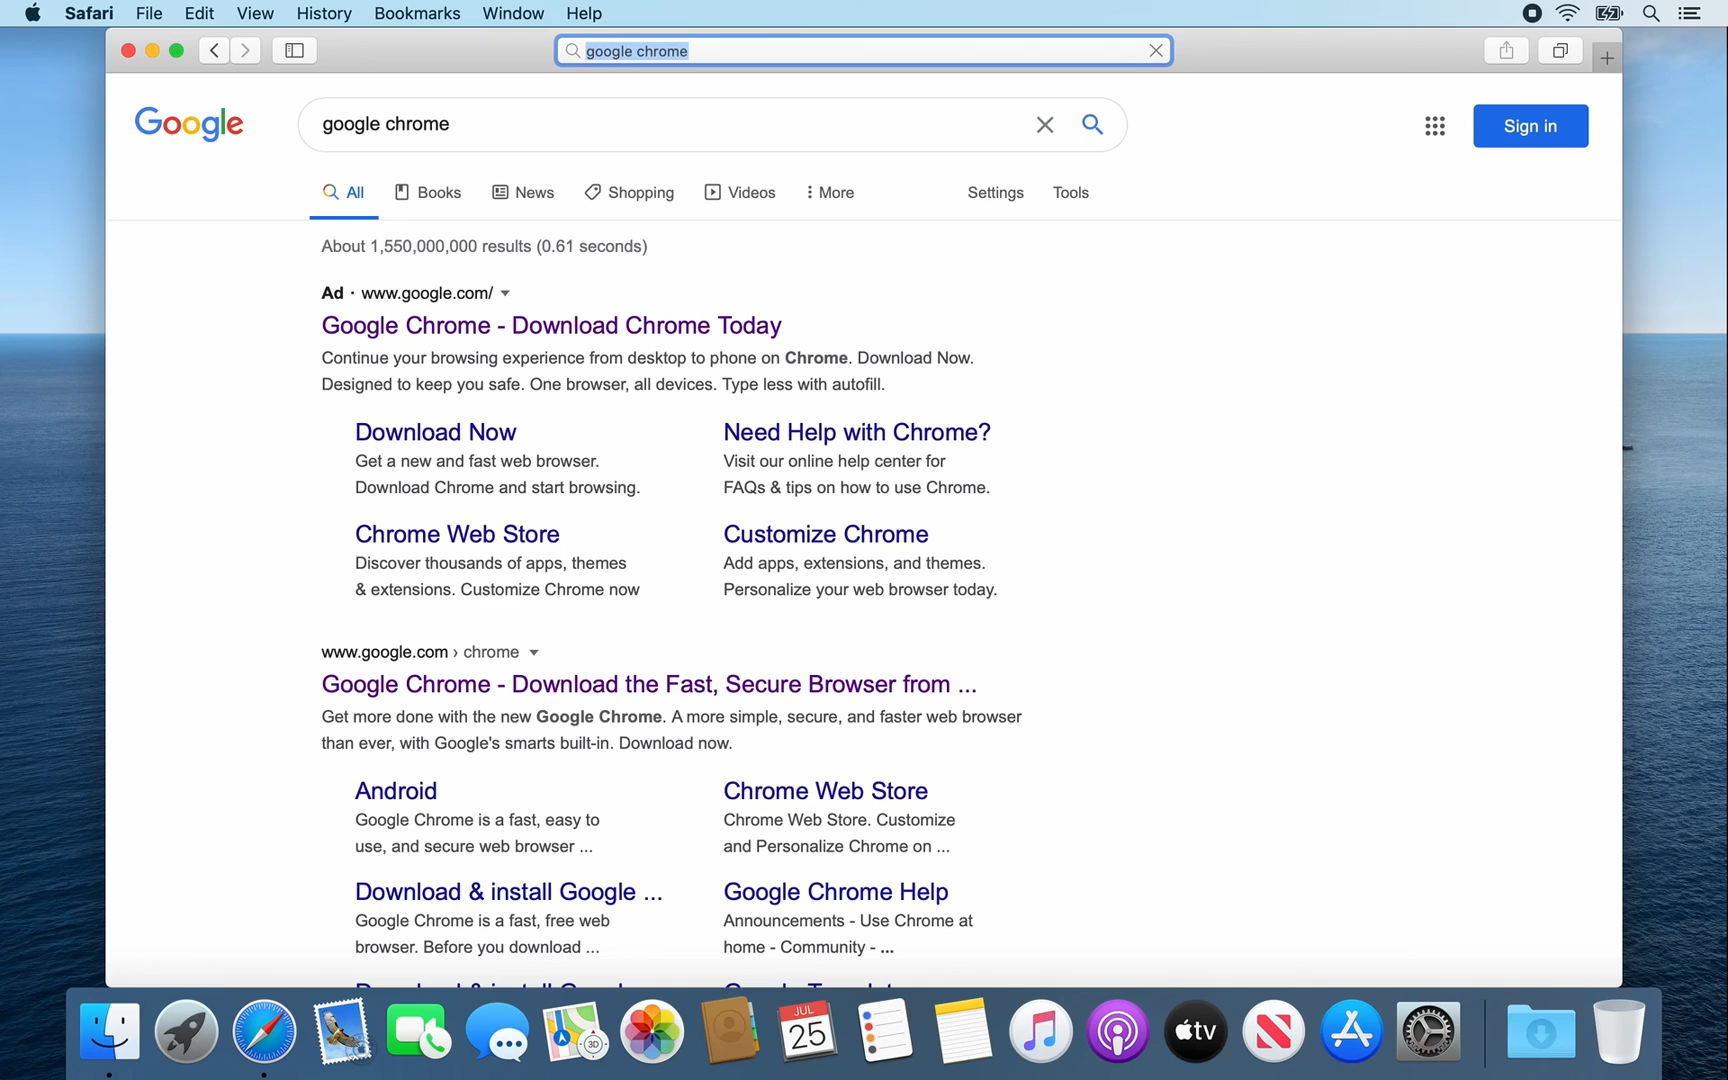 Safari File Edit View History Bookmarks Window Help
google chrome
Google
google chrome
Sign in
All Books News Shopping Videos More Settings Tools
About 1,550,000,000 results (0.61 seconds)
Ad · www.google.com/
Google Chrome - Download Chrome Today
Continue your browsing experience from desktop to phone on Chrome. Download Now.
Designed to keep you safe. One browser, all devices. Type less with autofill.
Download Now
Get a new and fast web browser.
Download Chrome and start browsing.
Need Help with Chrome?
Visit our online help center for
FAQs & tips on how to use Chrome.
Chrome Web Store
Discover thousands of apps, themes
& extensions. Customize Chrome now
Customize Chrome
Add apps, extensions, and themes.
Personalize your web browser today.
www.google.com › chrome
Google Chrome - Download the Fast, Secure Browser from ...
Get more done with the new Google Chrome. A more simple, secure, and faster web browser
than ever, with Google's smarts built-in. Download now.
Android
Google Chrome is a fast, easy to
use, and secure web browser ...
Chrome Web Store
Chrome Web Store. Customize
and Personalize Chrome on ...
Download & install Google ...
Google Chrome is a fast, free web
browser. Before you download ...
Google Chrome Help
Announcements - Use Chrome at
home - Community - ...
3D
JUL
25
tv